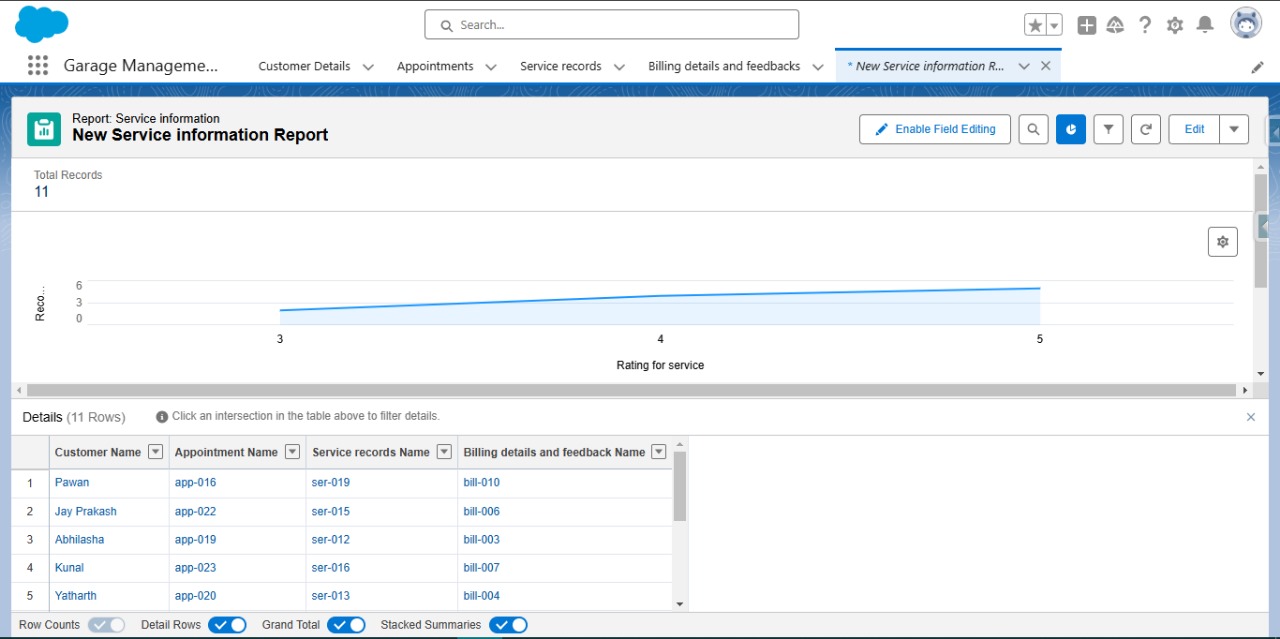 Search...
Garage Manageme...
Customer Details
Appointments
Service records
Billing details and feedbacks
* New Service information R...
Report: Service information
New Service information Report
Enable Field Editing
Edit
Total Records
11
Reco...
6
3
0
3
4
5
Rating for service
Details (11 Rows)
Click an intersection in the table above to filter details.
Customer Name
Appointment Name
Service records Name
Billing details and feedback Name
1 Pawan app-016 ser-019 bill-010
2 Jay Prakash app-022 ser-015 bill-006
3 Abhilasha app-019 ser-012 bill-003
4 Kunal app-023 ser-016 bill-007
5 Yatharth app-020 ser-013 bill-004
Row Counts
Detail Rows
Grand Total
Stacked Summaries